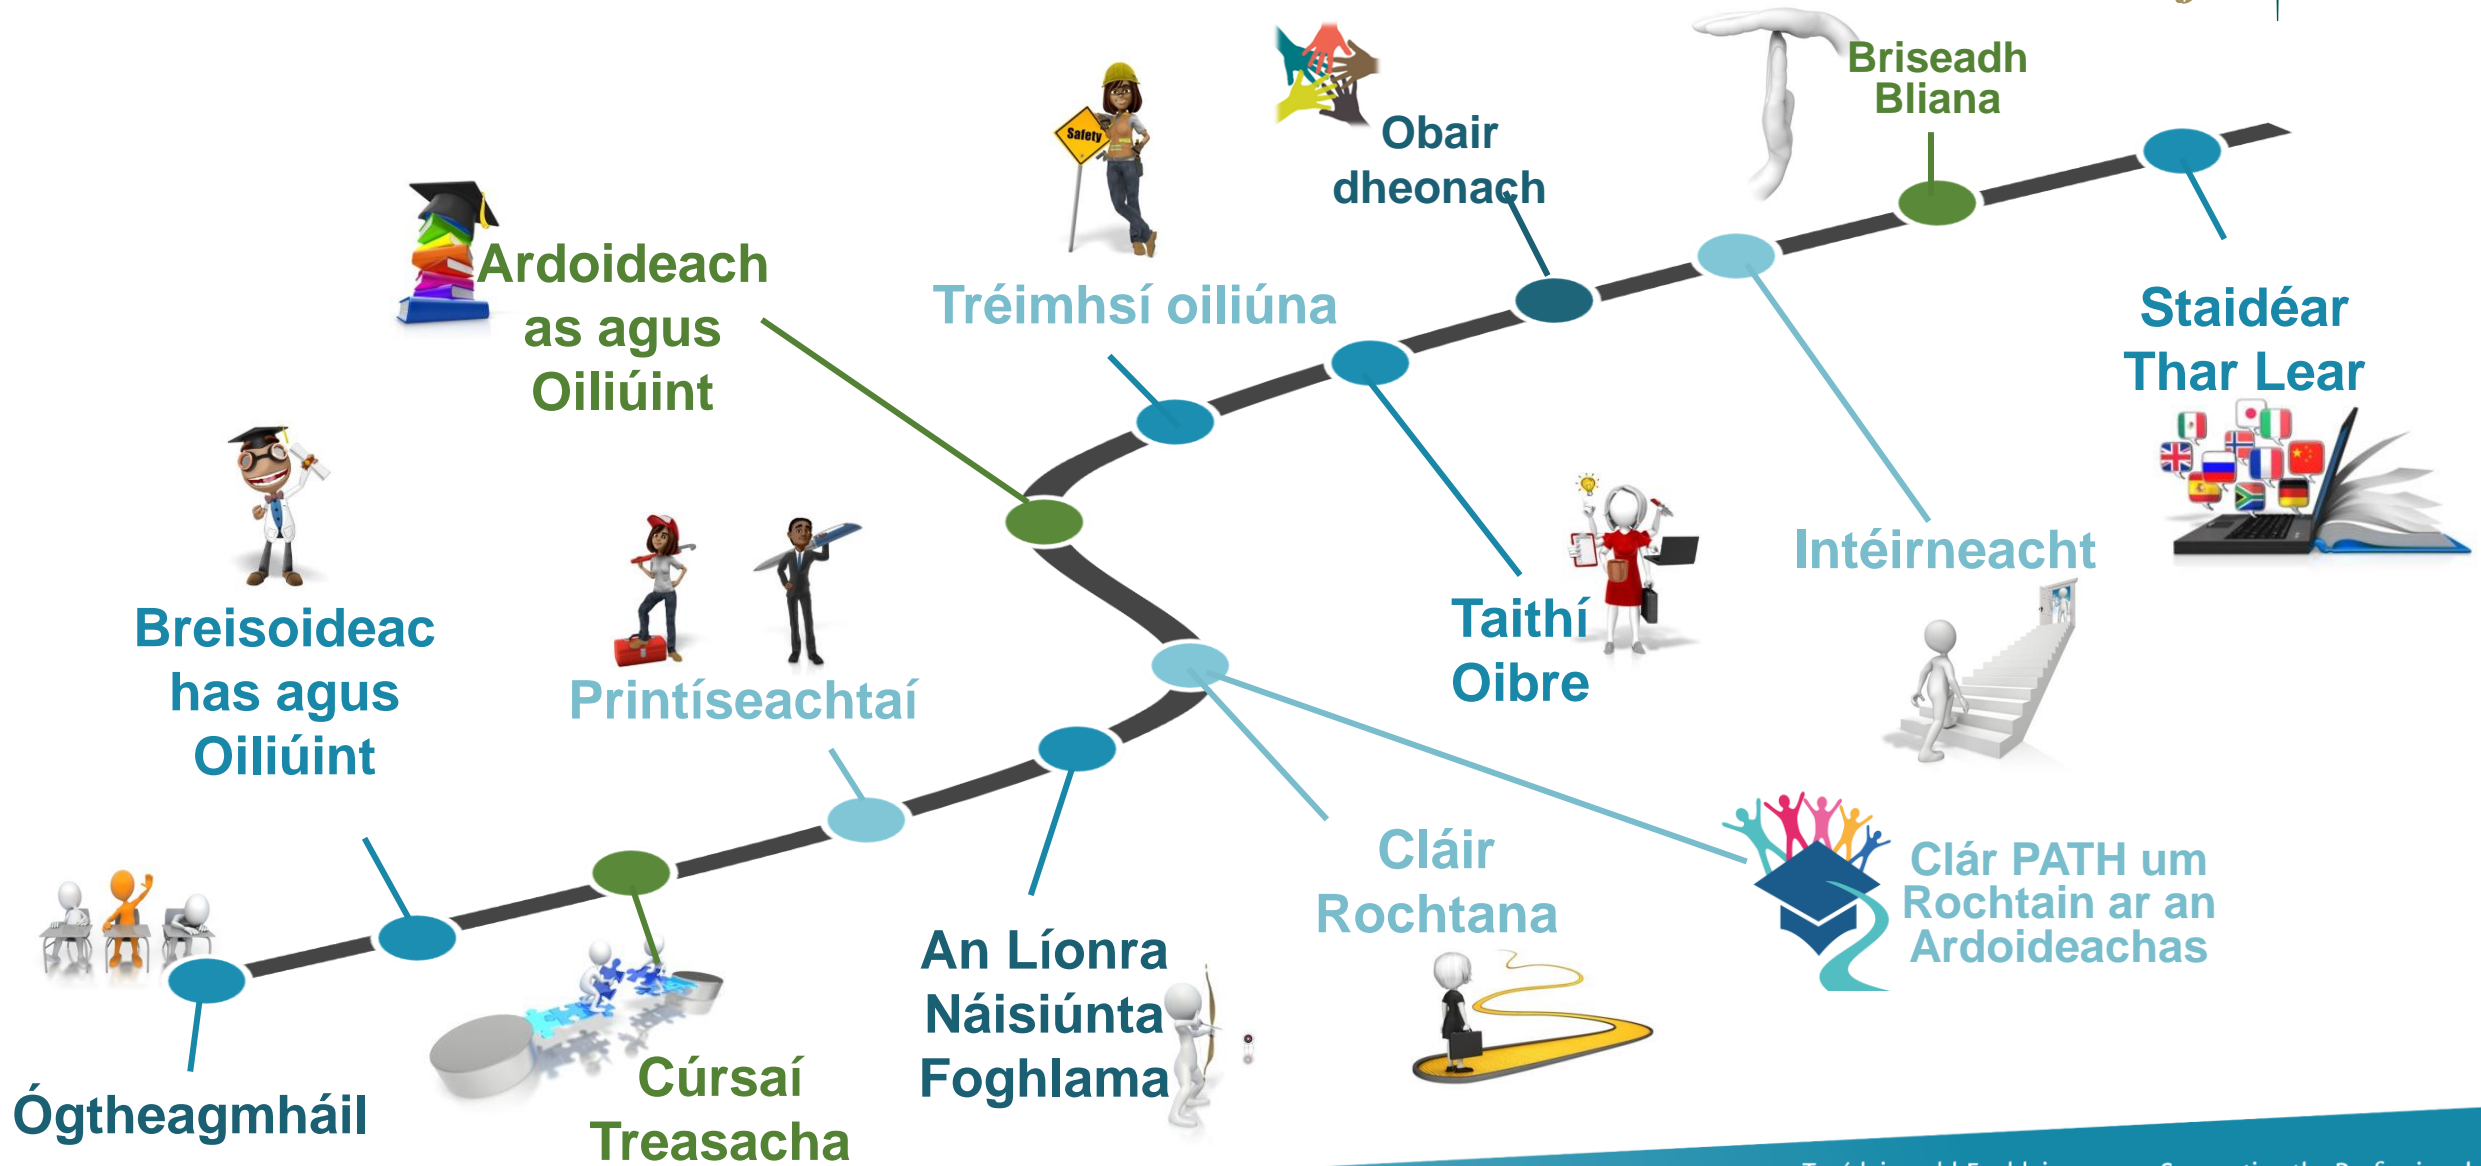 Briseadh
Bliana
Obair
dheonach
Safety
Ardoideach
as agus
Oiliúint
Tréimhsí oiliúna
Staidéar
Thar Lear
Intéirneacht
Taithí
Oibre
Breisoideac
has agus
Oiliúint
Printíseachtaí
Cláir
Rochtana
Clár PATH um
Rochtain ar an
Ardoideachas
An Líonra
Náisiúnta
Foghlama
Cúrsaí
Treasacha
Ógtheagmháil